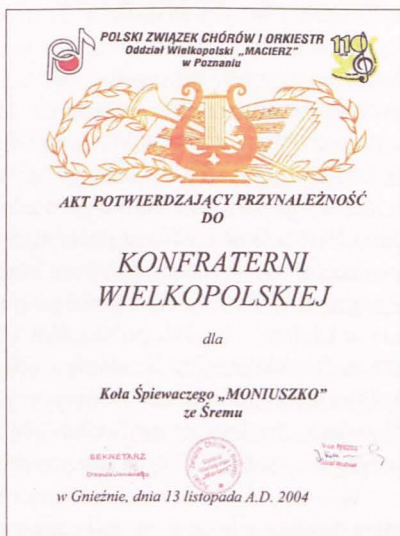 POLSKI ZWIĄZEK CHÓRÓW I ORKIESTR
Oddział Wielkopolski „MACIERZ"
w Poznaniu
110
AKT POTWIERDZAJĄCY PRZYNALEŻNOŚĆ
DO
KONFRATERNI
WIELKOPOLSKIEJ
dla
Koła Śpiewaczego „MONIUSZKO"
ze Śremu
SEKRETARZ
w Gnieźnie, dnia 13 listopada A.D. 2004